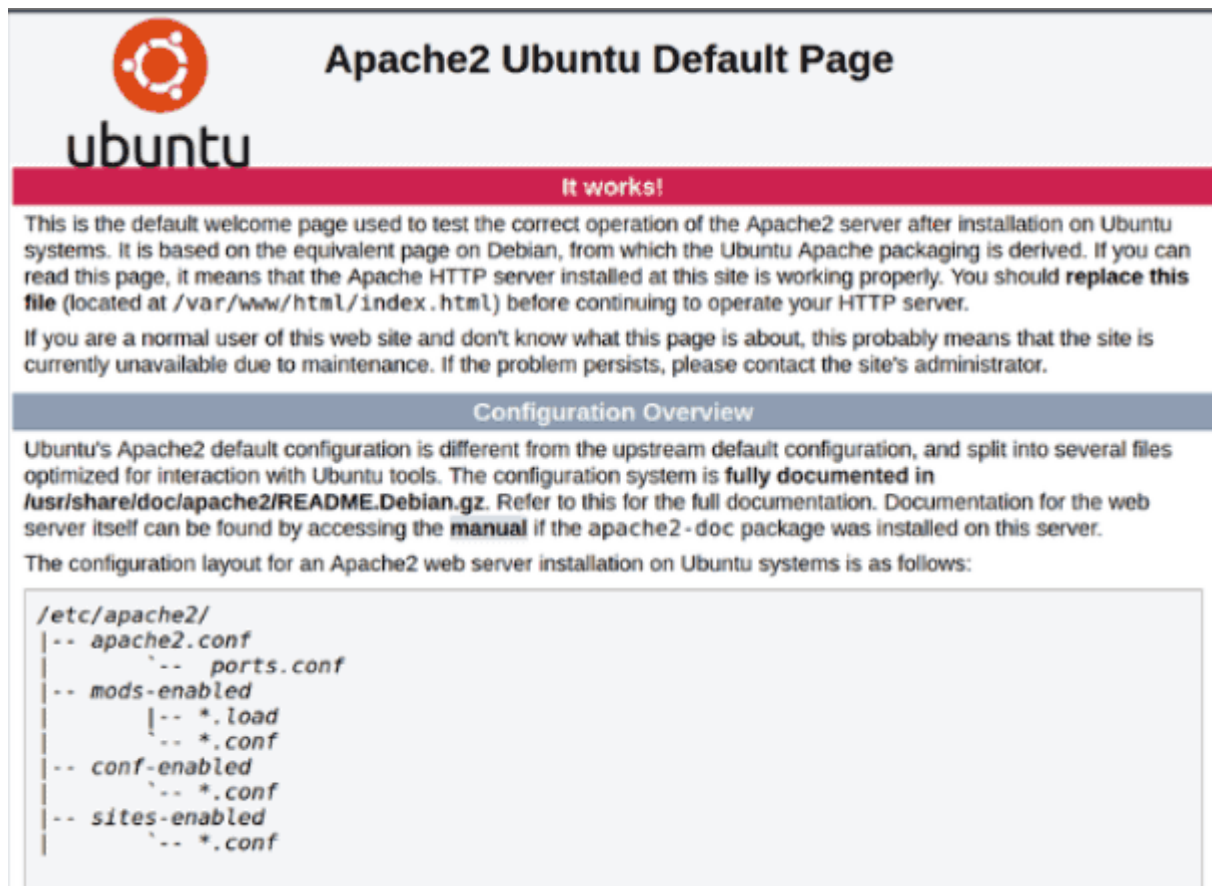 Apache2 Ubuntu Default Page
ubuntu
It works!
This is the default welcome page used to test the correct operation of the Apache2 server after installation on Ubuntu
systems. It is based on the equivalent page on Debian, from which the Ubuntu Apache packaging is derived. If you can
read this page, it means that the Apache HTTP server installed at this site is working properly. You should replace this
file (located at /var/www/html/index.html) before continuing to operate your HTTP server.
If you are a normal user of this web site and don't know what this page is about, this probably means that the site is
currently unavailable due to maintenance. If the problem persists, please contact the site's administrator.
Configuration Overview
Ubuntu's Apache2 default configuration is different from the upstream default configuration, and split into several files
optimized for interaction with Ubuntu tools. The configuration system is fully documented in
/usr/share/doc/apache2/README.Debian.gz. Refer to this for the full documentation. Documentation for the web
server itself can be found by accessing the manual if the apache2-doc package was installed on this server.
The configuration layout for an Apache2 web server installation on Ubuntu systems is as follows:
/etc/apache2/
|-- apache2.conf
|       `--  ports.conf
|-- mods-enabled
|       |-- *.load
|       `-- *.conf
|-- conf-enabled
|       `-- *.conf
|-- sites-enabled
|       `-- *.conf